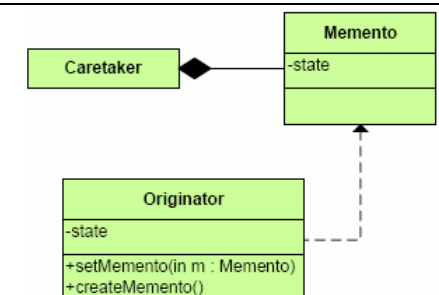 Memento
Caretaker
-state
Originator
-state
+setMemento(in m : Memento)
+createMemento()